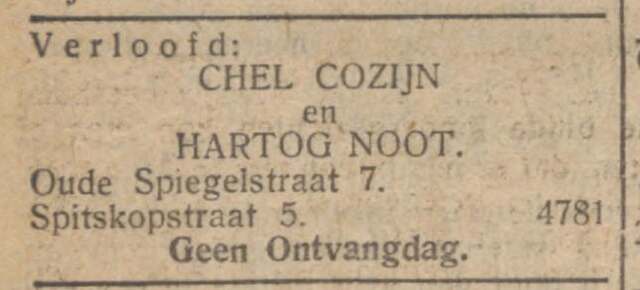 Verloofd:
CHEL COZIJN
en
HARTOG NOOT.
Oude Spiegelstraat 7.
Spitskopstraat 5. 4781
Geen Ontvangdag.